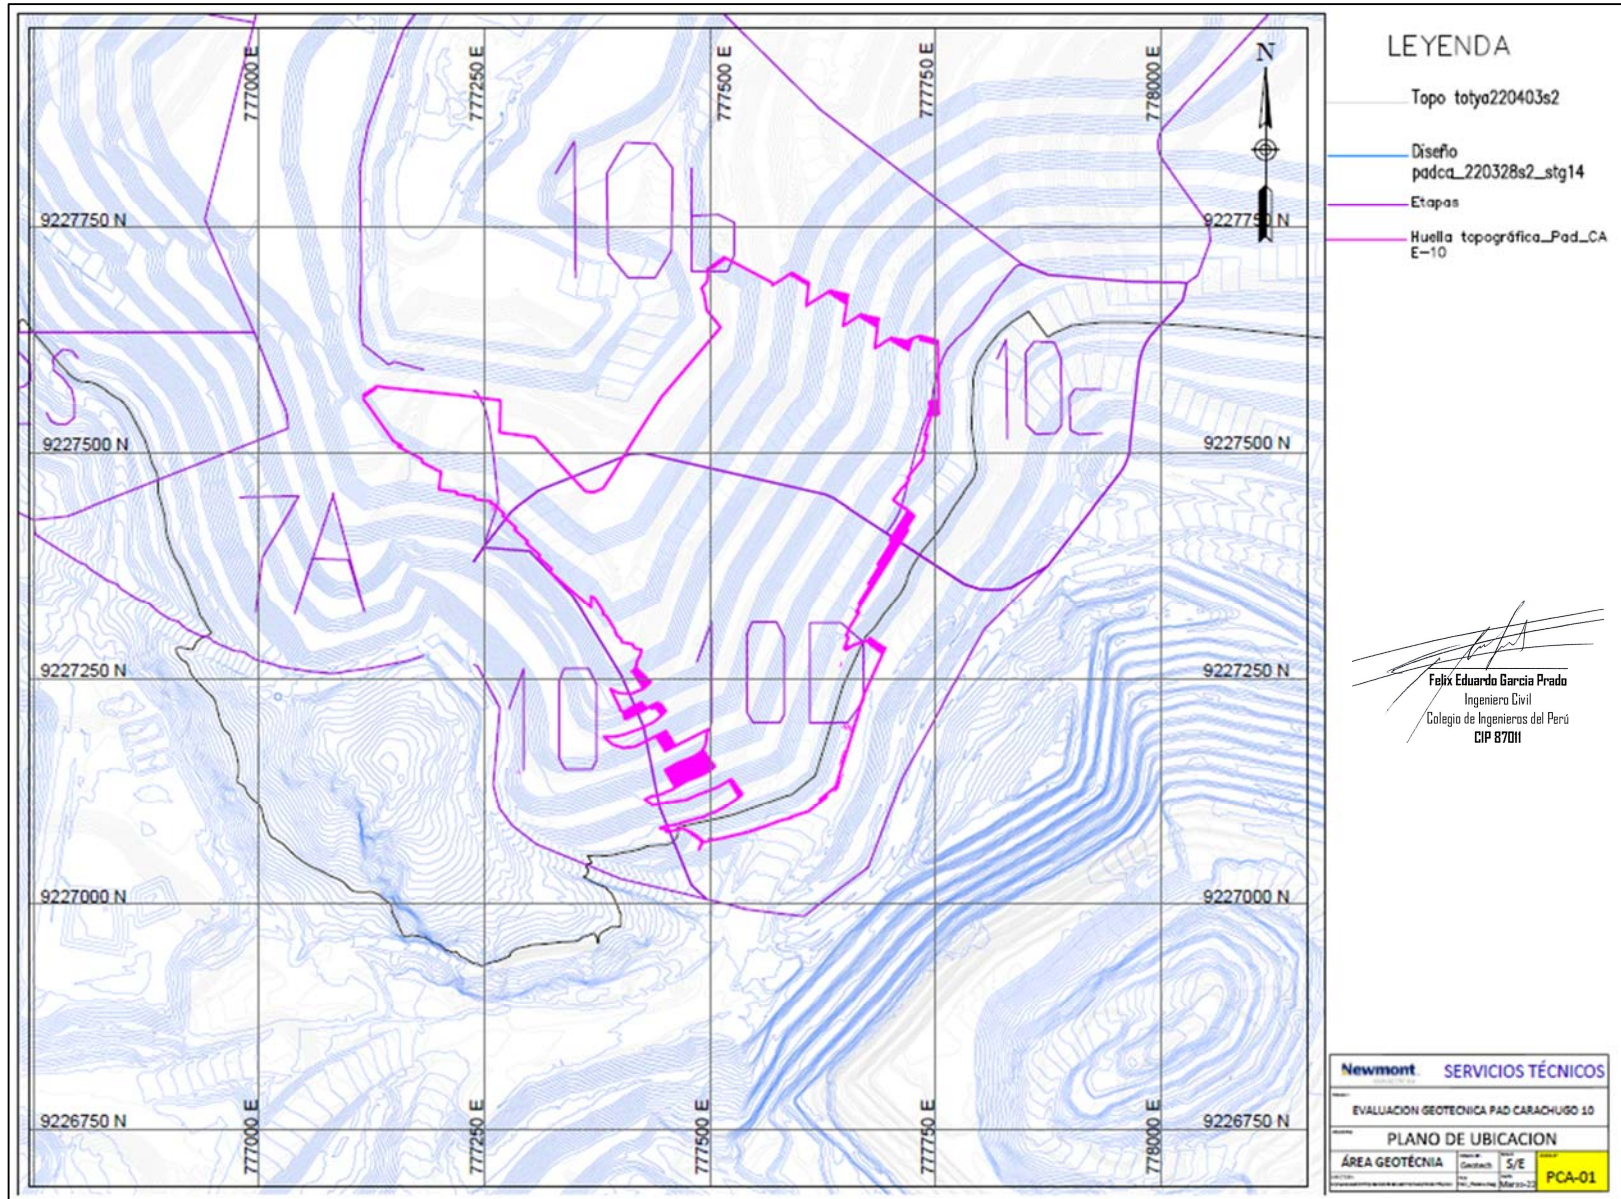 777000 E
777250 E
777500 E
777750 E
778000 E
N
LEYENDA
Topo totya220403s2
Diseño
padca_220328s2_stg14
Etapas
Huella topográfica_Pad_CA
E-10
10b
9227750 N
9227750 N
10c
9227500 N
9227500 N
7A
10
10D
9227250 N
9227250 N
Felix Eduardo Garcia Prado
Ingeniero Civil
Colegio de Ingenieros del Perú
CIP 87011
9227000 N
9227000 N
9226750 N
9226750 N
777000 E
777250 E
777500 E
777750 E
778000 E
Newmont. SERVICIOS TÉCNICOS
EVALUACION GEOTECNICA PAD CARACHUGO 10
PLANO DE UBICACION
ÁREA GEOTÉCNIA
Geotech
S/E
PCA-01